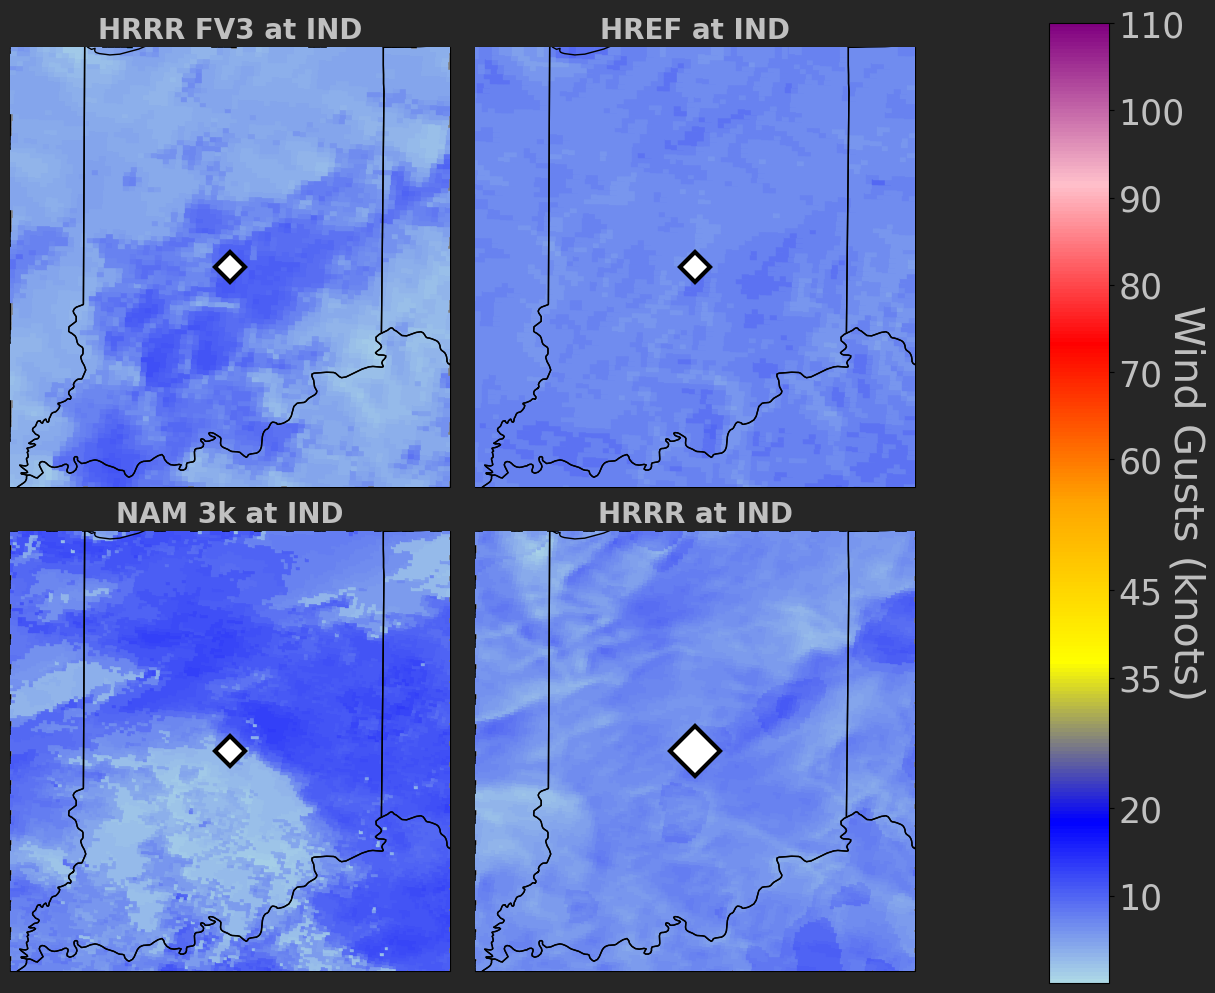 HRRR FV3 at IND
HREF at IND
NAM 3k at IND
HRRR at IND
110
100
90
80
70
60
45
35
20
10
Wind Gusts (knots)